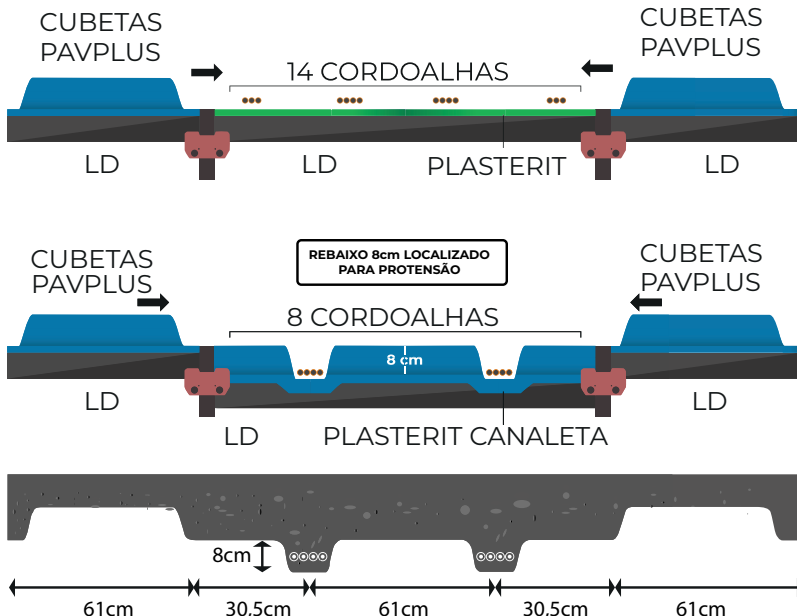 CUBETAS
PAVPLUS
CUBETAS
PAVPLUS
14 CORDOALHAS
LD
LD
PLASTERIT
LD
REBAIXO 8cm LOCALIZADO
PARA PROTENSÃO
CUBETAS
PAVPLUS
CUBETAS
PAVPLUS
8 CORDOALHAS
8 cm
LD
LD
PLASTERIT CANALETA
LD
8cm
61cm
30,5cm
61cm
30,5cm
61cm